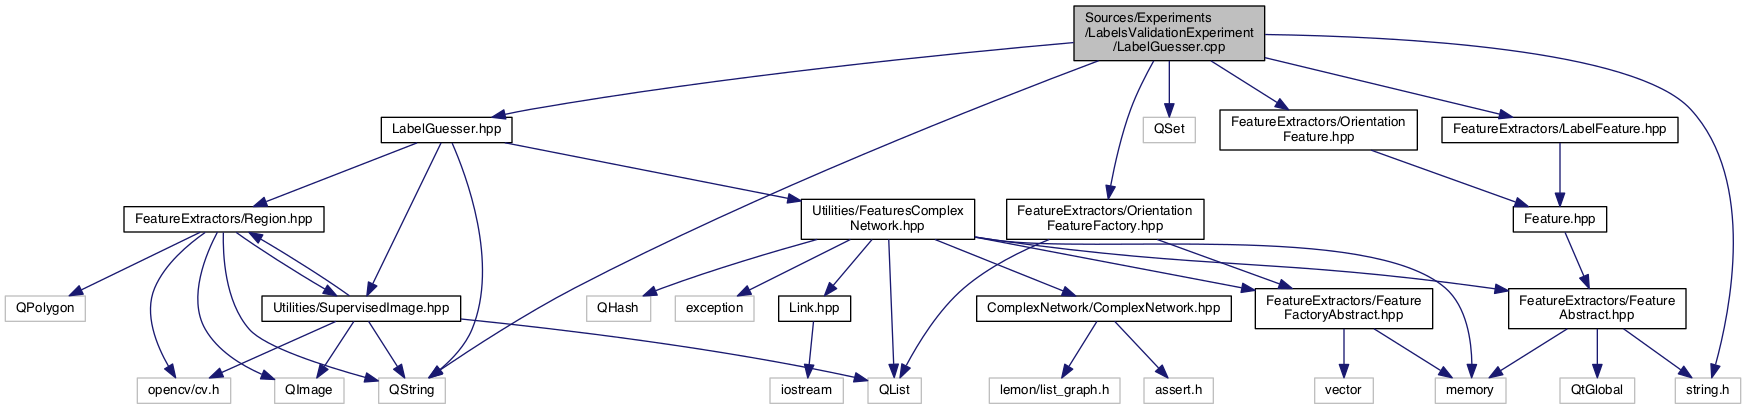 Sources/Experiments
/LabelsValidationExperiment
/LabelGuesser.cpp
LabelGuesser.hpp
QSet
FeatureExtractors/Orientation
Feature.hpp
FeatureExtractors/LabelFeature.hpp
FeatureExtractors/Region.hpp
Utilities/FeaturesComplex
Network.hpp
FeatureExtractors/Orientation
FeatureFactory.hpp
Feature.hpp
QPolygon
Utilities/SupervisedImage.hpp
QHash
exception
Link.hpp
ComplexNetwork/ComplexNetwork.hpp
FeatureExtractors/Feature
FactoryAbstract.hpp
FeatureExtractors/Feature
Abstract.hpp
opencv/cv.h
QImage
QString
iostream
QList
lemon/list_graph.h
assert.h
vector
memory
QtGlobal
string.h